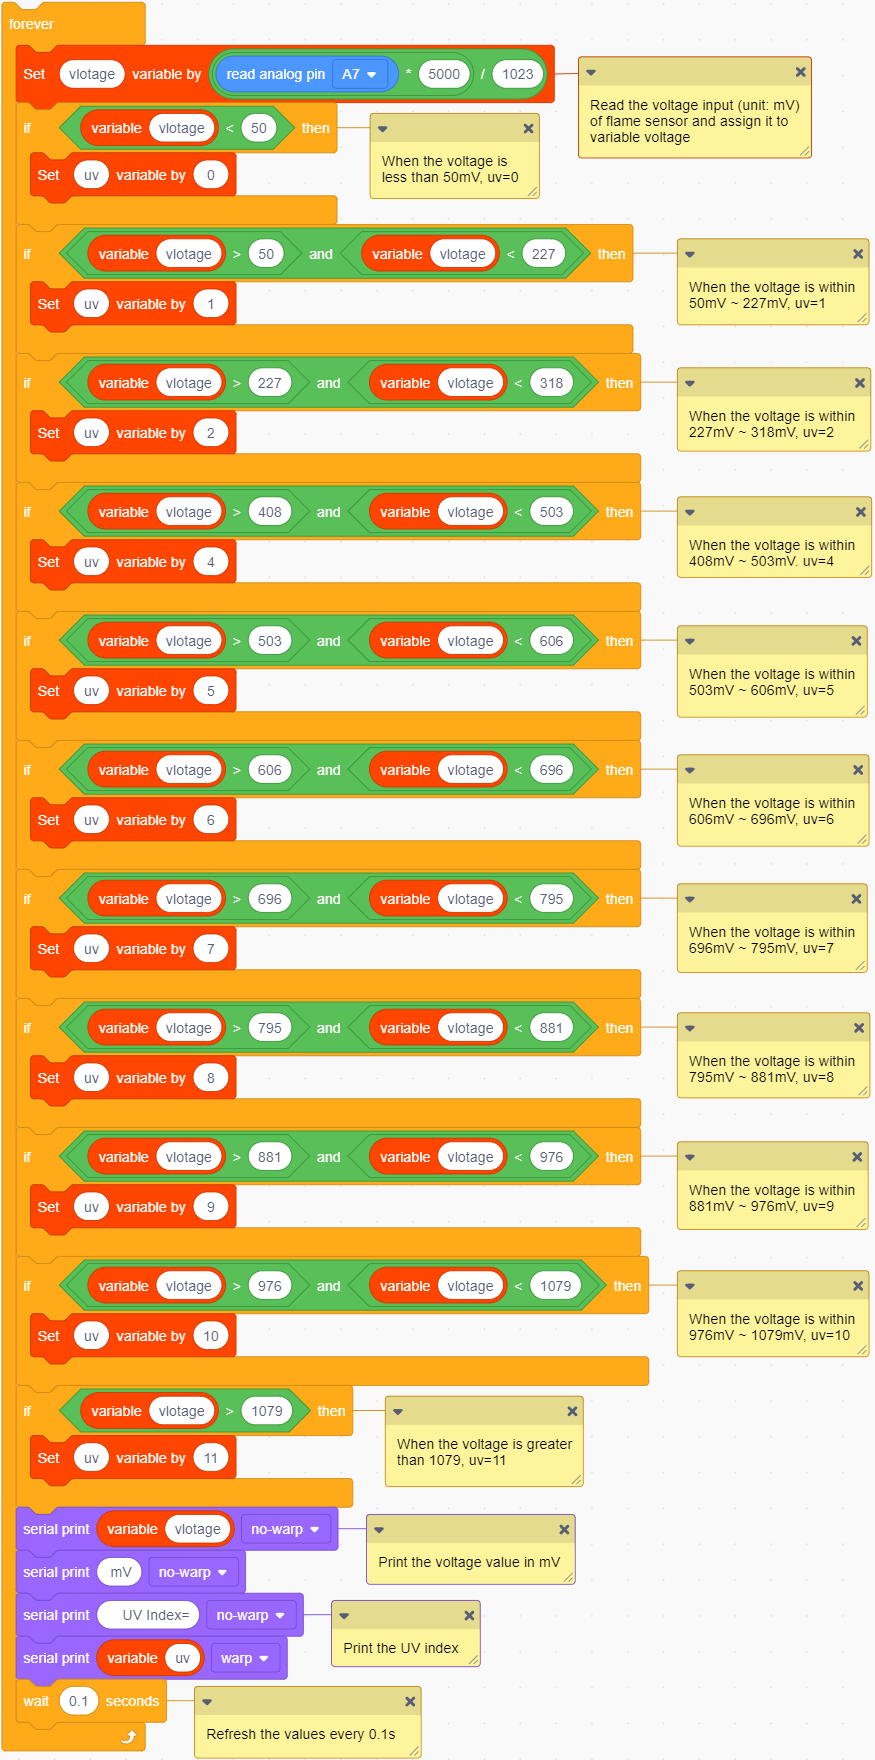 forever
Set vlotage variable by read analog pin A7 * 5000 / 1023
Read the voltage input (unit: mV)
of flame sensor and assign it to
variable voltage
if variable vlotage < 50 then
When the voltage is
less than 50mV, uv=0
Set uv variable by 0
if variable vlotage > 50 and variable vlotage < 227 then
When the voltage is within
50mV ~ 227mV, uv=1
Set uv variable by 1
if variable vlotage > 227 and variable vlotage < 318 then
When the voltage is within
227mV ~ 318mV, uv=2
Set uv variable by 2
if variable vlotage > 408 and variable vlotage < 503 then
When the voltage is within
408mV ~ 503mV. uv=4
Set uv variable by 4
if variable vlotage > 503 and variable vlotage < 606 then
When the voltage is within
503mV ~ 606mV, uv=5
Set uv variable by 5
if variable vlotage > 606 and variable vlotage < 696 then
When the voltage is within
606mV ~ 696mV, uv=6
Set uv variable by 6
if variable vlotage > 696 and variable vlotage < 795 then
When the voltage is within
696mV ~ 795mV, uv=7
Set uv variable by 7
if variable vlotage > 795 and variable vlotage < 881 then
When the voltage is within
795mV ~ 881mV, uv=8
Set uv variable by 8
if variable vlotage > 881 and variable vlotage < 976 then
When the voltage is within
881mV ~ 976mV, uv=9
Set uv variable by 9
if variable vlotage > 976 and variable vlotage < 1079 then
When the voltage is within
976mV ~ 1079mV, uv=10
Set uv variable by 10
if variable vlotage > 1079 then
When the voltage is greater
than 1079, uv=11
Set uv variable by 11
serial print variable vlotage no-warp
Print the voltage value in mV
serial print mV no-warp
serial print UV Index= no-warp
Print the UV index
serial print variable uv warp
wait 0.1 seconds
Refresh the values every 0.1s